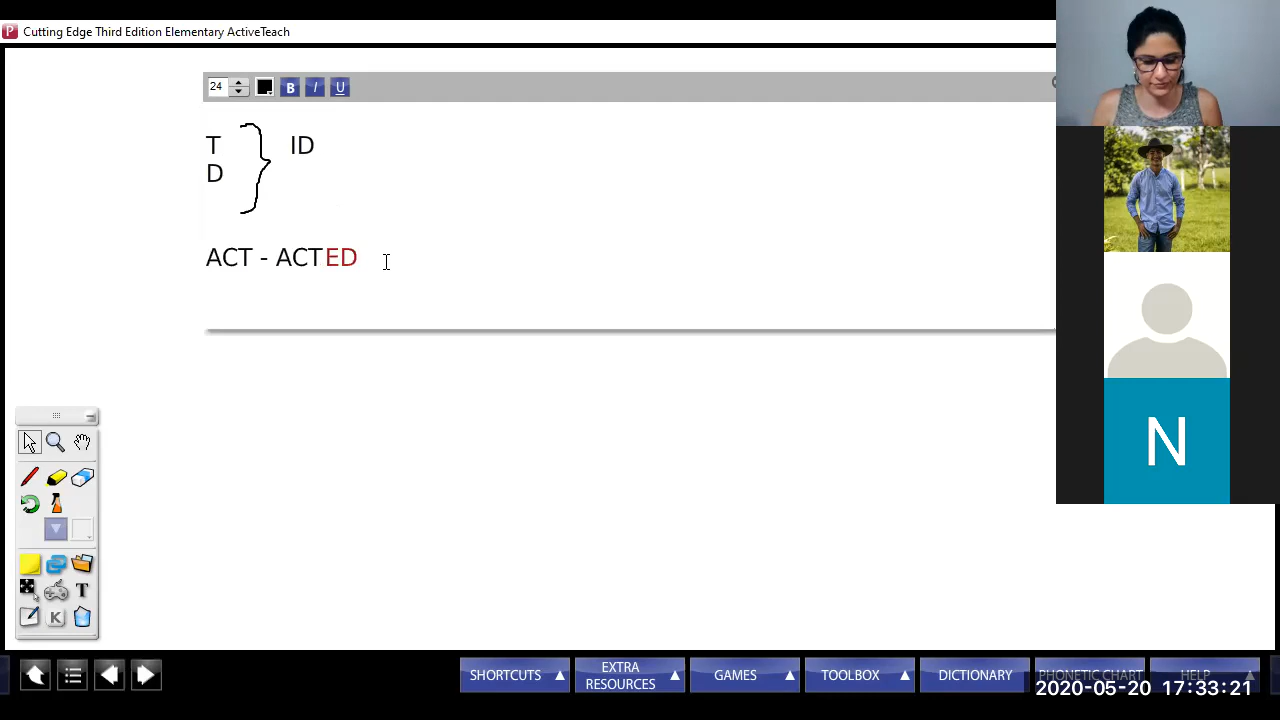 Cutting Edge Third Edition Elementary ActiveTeach
24 B I U
T ID
D
ACT - ACTED
N
T
K
SHORTCUTS
EXTRA
RESOURCES
GAMES
TOOLBOX
DICTIONARY
PHONETIC CHART
HELP
2020-05-20 17:33:21